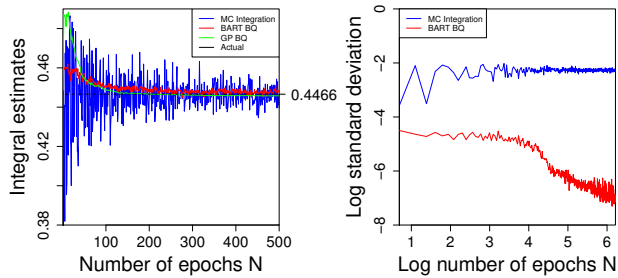 MC Integration
BART BQ
GP BQ
Actual
Integral estimates
0.38
0.42
0.46
0.4466
100
200
300
400
500
Number of epochs N
MC Integration
BART BQ
Log standard deviation
0
-2
-4
-6
-8
1
2
3
4
5
6
Log number of epochs N